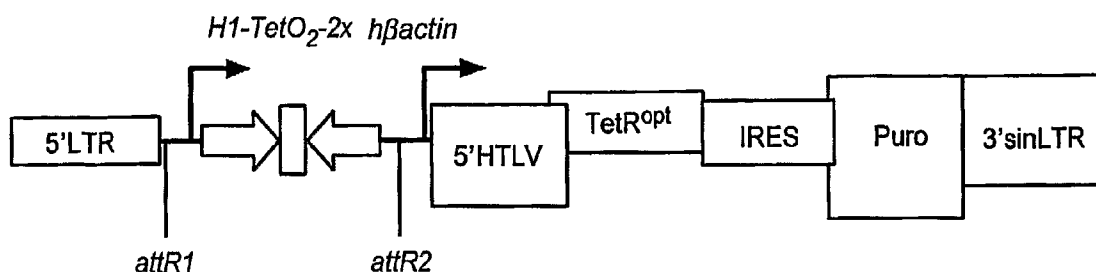 H1-TetO₂-2x hβactin
5'LTR
5'HTLV
TetRᵒᵖᵗ
IRES
Puro
3'sinLTR
attR1
attR2